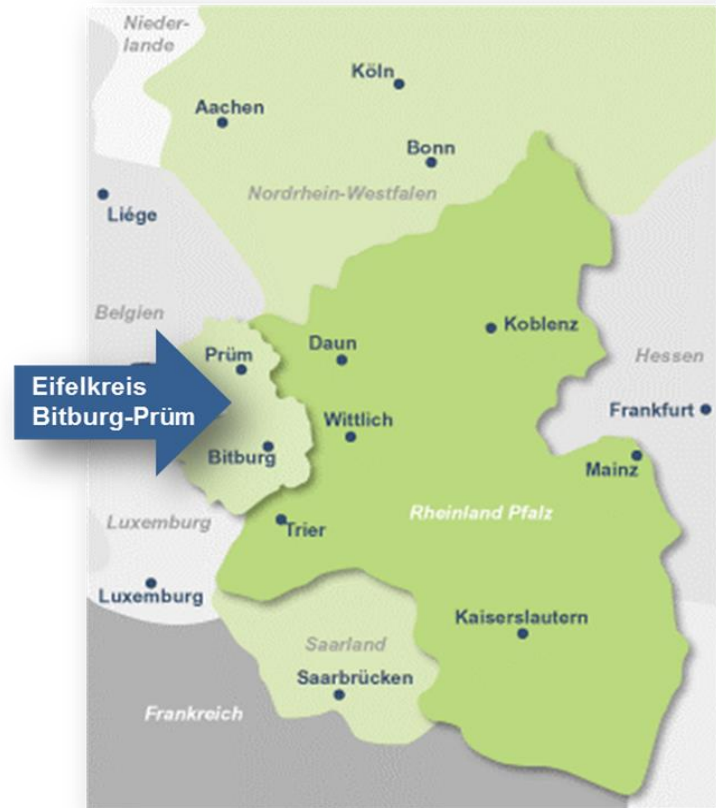 Nieder-
lande
Köln
Aachen
Bonn
Nordrhein-Westfalen
Liége
Belgien
Koblenz
Daun
Prüm
Hessen
Eifelkreis
Bitburg-Prüm
Frankfurt
Wittlich
Bitburg
Mainz
Rheinland Pfalz
Luxemburg
Trier
Luxemburg
Kaiserslautern
Saarland
Saarbrücken
Frankreich